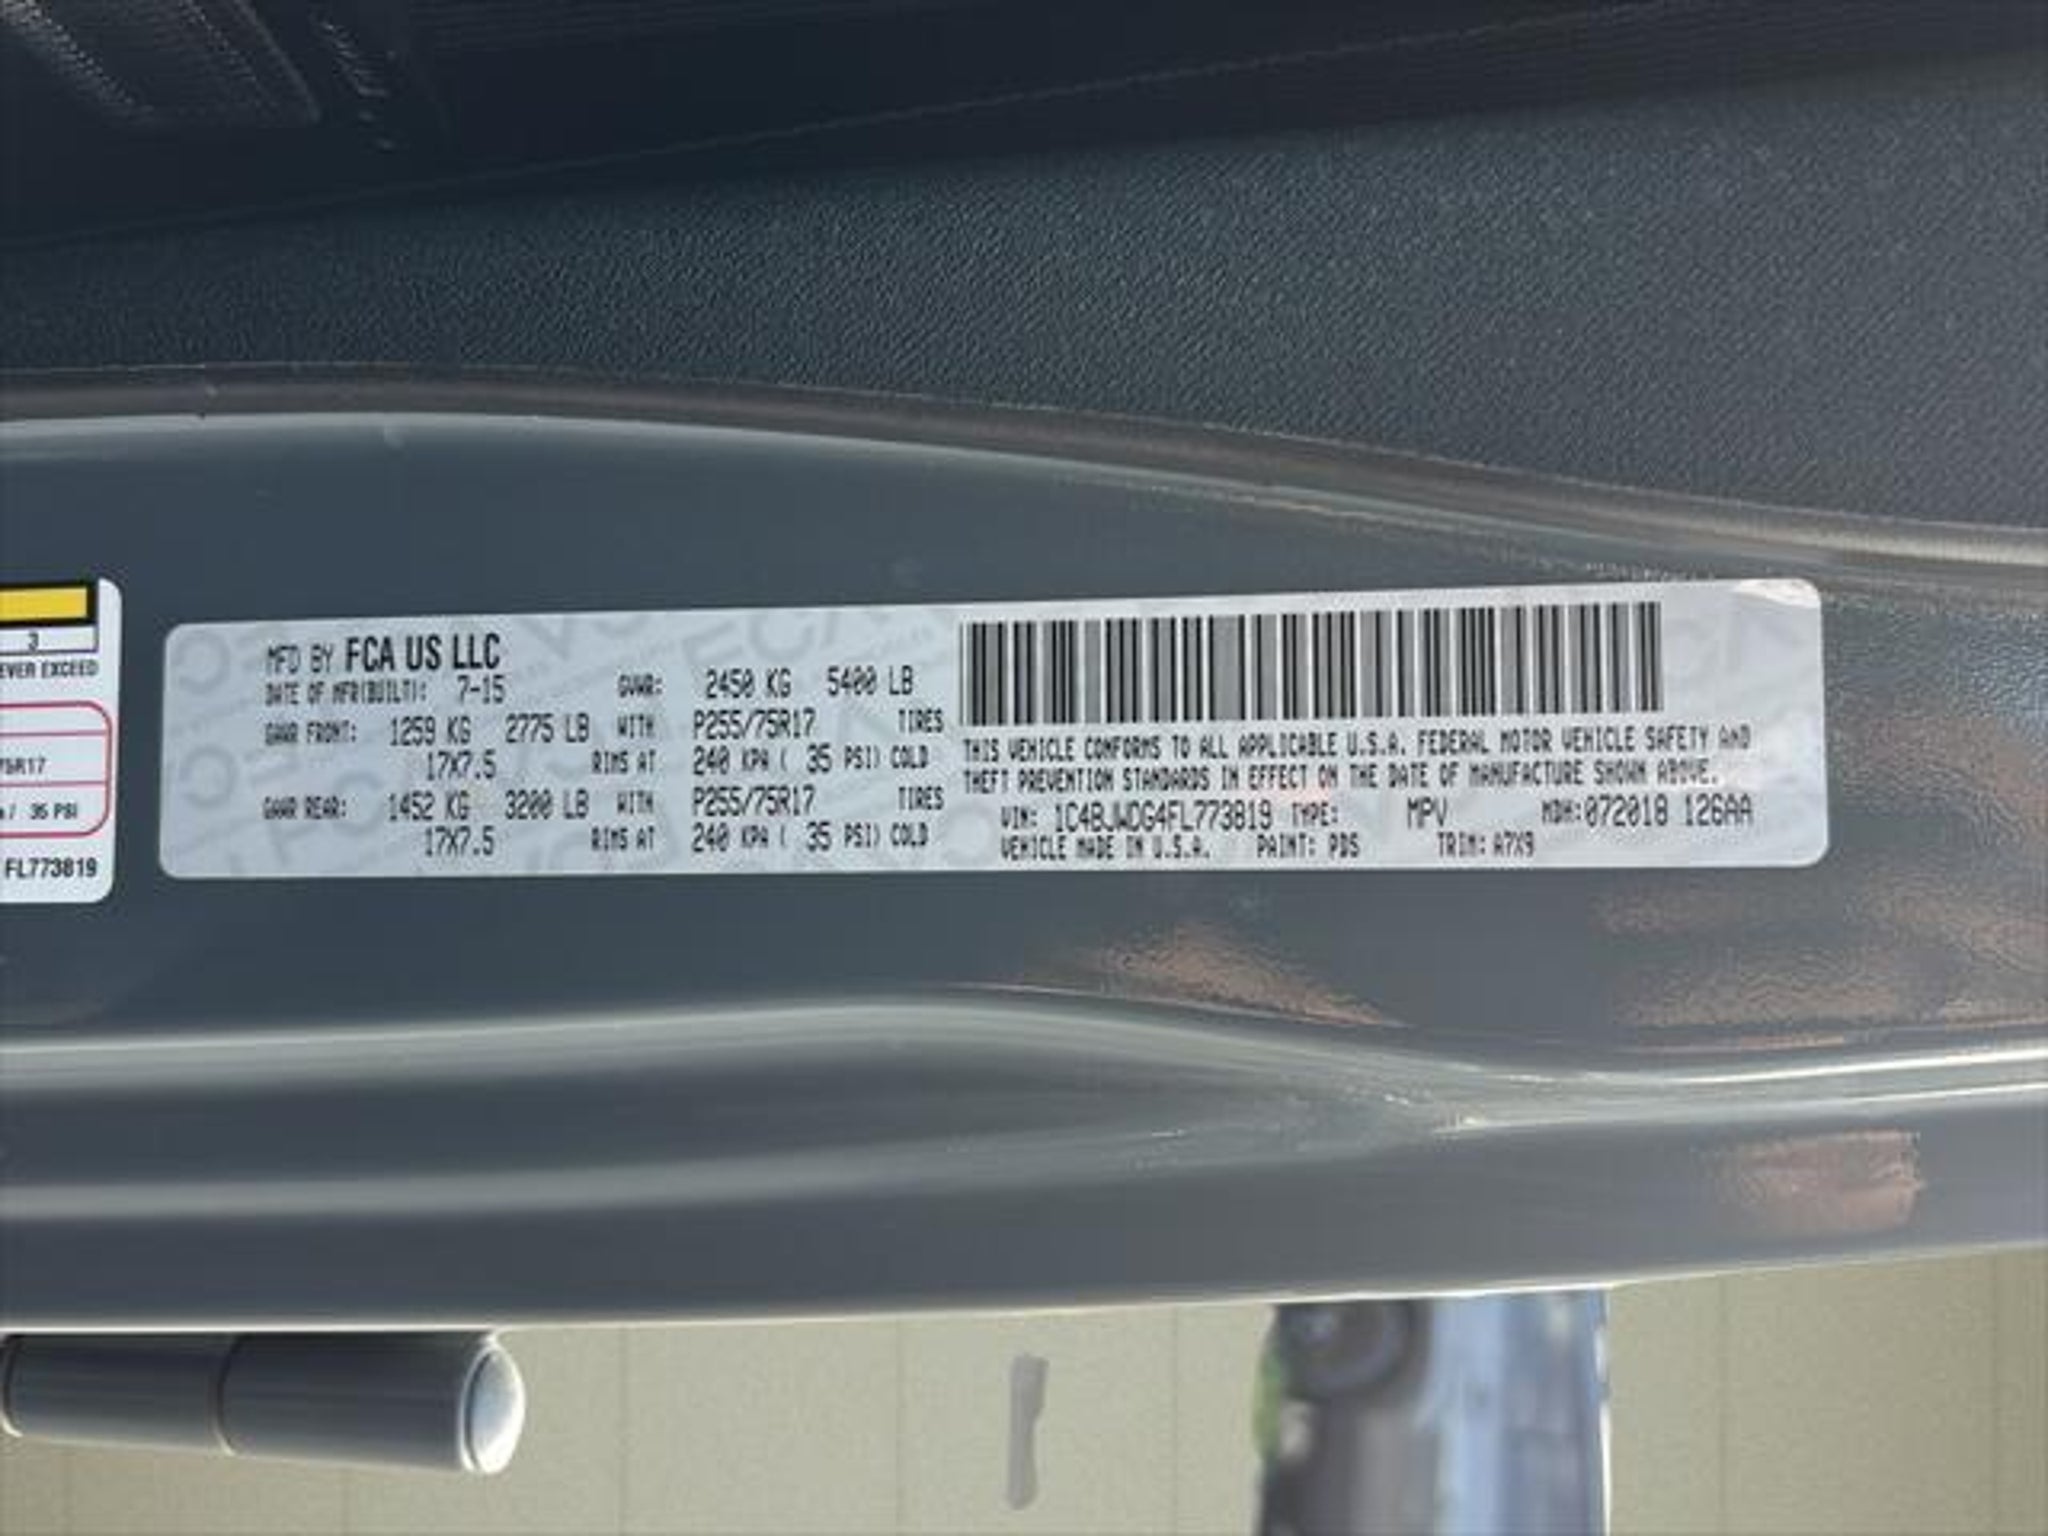 3
EVER EXCEED
75R17
/ 35 PSI
FL773819
MFD BY FCA US LLC
DATE OF MFR(BUILT): 7-15 GVWR: 2450 KG 5400 LB
GAWR FRONT: 1259 KG 2775 LB WITH P255/75R17 TIRES
17X7.5 RIMS AT 240 KPA ( 35 PSI) COLD
GAWR REAR: 1452 KG 3200 LB WITH P255/75R17 TIRES
17X7.5 RIMS AT 240 KPA ( 35 PSI) COLD
THIS VEHICLE CONFORMS TO ALL APPLICABLE U.S.A. FEDERAL MOTOR VEHICLE SAFETY AND
THEFT PREVENTION STANDARDS IN EFFECT ON THE DATE OF MANUFACTURE SHOWN ABOVE.
VIN: 1C4BJWDG4FL773819 TYPE: MPV MDH:072018 126AA
VEHICLE MADE IN U.S.A. PAINT: PDS TRIM: A7X9